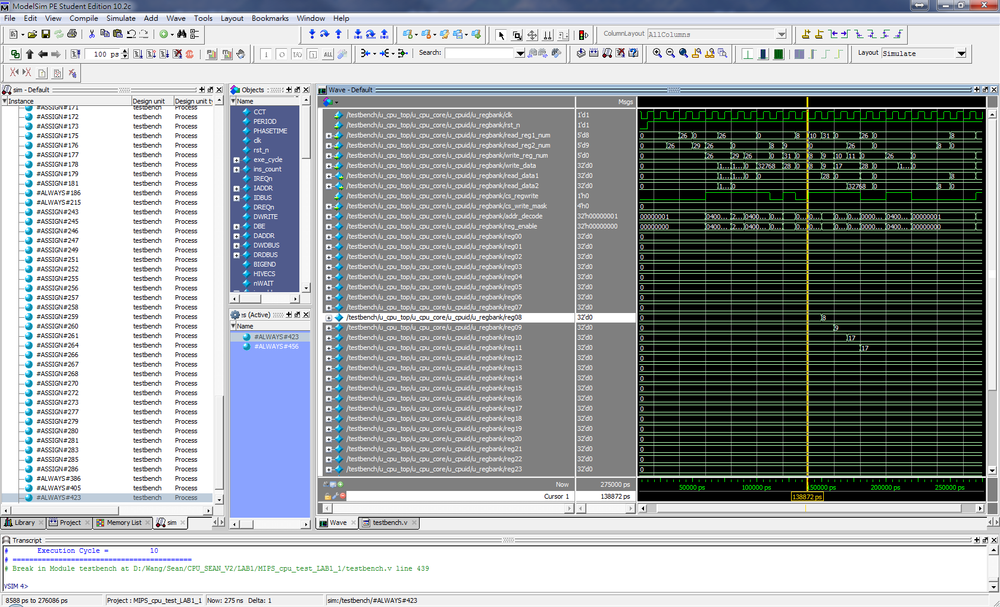 ModelSim PE Student Edition 10.2c
File Edit View Compile Simulate Add Wave Tools Layout Bookmarks Window Help
ColumnLayout AllColumns
100 ps Search: Layout Simulate
sim - Default
Instance Design unit Design unit ty
#ASSIGN#171 testbench Process
#ASSIGN#172 testbench Process
#ASSIGN#173 testbench Process
#ASSIGN#175 testbench Process
#ASSIGN#176 testbench Process
#ASSIGN#177 testbench Process
#ASSIGN#178 testbench Process
#ASSIGN#179 testbench Process
#ASSIGN#181 testbench Process
#ALWAYS#186 testbench Process
#ALWAYS#215 testbench Process
#ASSIGN#243 testbench Process
#ASSIGN#245 testbench Process
#ASSIGN#246 testbench Process
#ASSIGN#247 testbench Process
#ASSIGN#249 testbench Process
#ASSIGN#251 testbench Process
#ASSIGN#252 testbench Process
#ASSIGN#255 testbench Process
#ASSIGN#256 testbench Process
#ASSIGN#257 testbench Process
#ASSIGN#258 testbench Process
#ASSIGN#259 testbench Process
#ASSIGN#260 testbench Process
#ASSIGN#261 testbench Process
#ASSIGN#264 testbench Process
#ASSIGN#266 testbench Process
#ASSIGN#267 testbench Process
#ASSIGN#268 testbench Process
#ASSIGN#270 testbench Process
#ASSIGN#272 testbench Process
#ASSIGN#273 testbench Process
#ASSIGN#277 testbench Process
#ASSIGN#279 testbench Process
#ASSIGN#280 testbench Process
#ASSIGN#281 testbench Process
#ASSIGN#283 testbench Process
#ASSIGN#285 testbench Process
#ASSIGN#286 testbench Process
#ALWAYS#386 testbench Process
#ALWAYS#405 testbench Process
#ALWAYS#423 testbench Process
Library Project Memory List sim
Objects
Name
CCT
PERIOD
PHASETIME
clk
rst_n
exe_cycle
ins_count
IREQn
IADDR
IDBUS
DREQn
DWRITE
DBE
DADDR
DWDBUS
DRDBUS
BIGEND
HIVECS
nWAIT
:s (Active)
Name
#ALWAYS#423
#ALWAYS#456
Wave - Default
Msgs
/testbench/u_cpu_top/u_cpu_core/u_cpuid/u_regbank/clk 1'd1
/testbench/u_cpu_top/u_cpu_core/u_cpuid/u_regbank/rst_n 1'd1
/testbench/u_cpu_top/u_cpu_core/u_cpuid/u_regbank/read_reg1_num 5'd8 0 26 0 26 0 8 10 31 0 26 0 8
/testbench/u_cpu_top/u_cpu_core/u_cpuid/u_regbank/read_reg2_num 5'd9 0 26 29 26 0 8 9 0 26 0 8 0
/testbench/u_cpu_top/u_cpu_core/u_cpuid/u_regbank/write_reg_num 5'd0 0 26 29 26 0 31 0 8 9 10 11 0 26 0
/testbench/u_cpu_top/u_cpu_core/u_cpuid/u_regbank/write_data 32'd0 0 1... 1... 0 32768 28 0 8 9 17 28 0 1... 0
/testbench/u_cpu_top/u_cpu_core/u_cpuid/u_regbank/read_data1 32'd0 0 1... 1... 0 0 28 0 0 8
/testbench/u_cpu_top/u_cpu_core/u_cpuid/u_regbank/read_data2 32'd0 0 1... 0 32768 0 8 0
/testbench/u_cpu_top/u_cpu_core/u_cpuid/u_regbank/cs_regwrite 1'h0
/testbench/u_cpu_top/u_cpu_core/u_cpuid/u_regbank/cs_write_mask 4'h0 0
/testbench/u_cpu_top/u_cpu_core/u_cpuid/u_regbank/addr_decode 32'h00000001 00000001 0400... 2... 0400... 0... 0... 0... 0... 0... 0... 0000... 0400... 00000001
/testbench/u_cpu_top/u_cpu_core/u_cpuid/u_regbank/reg_enable 32'h00000000 00000000 0400... 2... 0400... 0... 0... 0... 0... 0... 0... 0000... 0400... 00000000
/testbench/u_cpu_top/u_cpu_core/u_cpuid/u_regbank/reg00 32'd0 0
/testbench/u_cpu_top/u_cpu_core/u_cpuid/u_regbank/reg01 32'd0 0
/testbench/u_cpu_top/u_cpu_core/u_cpuid/u_regbank/reg02 32'd0 0
/testbench/u_cpu_top/u_cpu_core/u_cpuid/u_regbank/reg03 32'd0 0
/testbench/u_cpu_top/u_cpu_core/u_cpuid/u_regbank/reg04 32'd0 0
/testbench/u_cpu_top/u_cpu_core/u_cpuid/u_regbank/reg05 32'd0 0
/testbench/u_cpu_top/u_cpu_core/u_cpuid/u_regbank/reg06 32'd0 0
/testbench/u_cpu_top/u_cpu_core/u_cpuid/u_regbank/reg07 32'd0 0
/testbench/u_cpu_top/u_cpu_core/u_cpuid/u_regbank/reg08 32'd0 0 8
/testbench/u_cpu_top/u_cpu_core/u_cpuid/u_regbank/reg09 32'd0 0 9
/testbench/u_cpu_top/u_cpu_core/u_cpuid/u_regbank/reg10 32'd0 0 17
/testbench/u_cpu_top/u_cpu_core/u_cpuid/u_regbank/reg11 32'd0 0 17
/testbench/u_cpu_top/u_cpu_core/u_cpuid/u_regbank/reg12 32'd0 0
/testbench/u_cpu_top/u_cpu_core/u_cpuid/u_regbank/reg13 32'd0 0
/testbench/u_cpu_top/u_cpu_core/u_cpuid/u_regbank/reg14 32'd0 0
/testbench/u_cpu_top/u_cpu_core/u_cpuid/u_regbank/reg15 32'd0 0
/testbench/u_cpu_top/u_cpu_core/u_cpuid/u_regbank/reg16 32'd0 0
/testbench/u_cpu_top/u_cpu_core/u_cpuid/u_regbank/reg17 32'd0 0
/testbench/u_cpu_top/u_cpu_core/u_cpuid/u_regbank/reg18 32'd0 0
/testbench/u_cpu_top/u_cpu_core/u_cpuid/u_regbank/reg19 32'd0 0
/testbench/u_cpu_top/u_cpu_core/u_cpuid/u_regbank/reg20 32'd0 0
/testbench/u_cpu_top/u_cpu_core/u_cpuid/u_regbank/reg21 32'd0 0
/testbench/u_cpu_top/u_cpu_core/u_cpuid/u_regbank/reg22 32'd0 0
/testbench/u_cpu_top/u_cpu_core/u_cpuid/u_regbank/reg23 32'd0 0
Now 275000 ps 50000 ps 100000 ps 150000 ps 200000 ps 250000 ps
Cursor 1 138872 ps 138872 ps
Wave testbench.v
Transcript
# Execution Cycle = 10
# ===========================================
# Break in Module testbench at D:/Wang/Sean/CPU_SEAN_V2/LAB1/MIPS_cpu_test_LAB1_1/testbench.v line 439
VSIM 4>
8588 ps to 276086 ps Project : MIPS_cpu_test_LAB1_1 Now: 275 ns Delta: 1 sim:/testbench/#ALWAYS#423